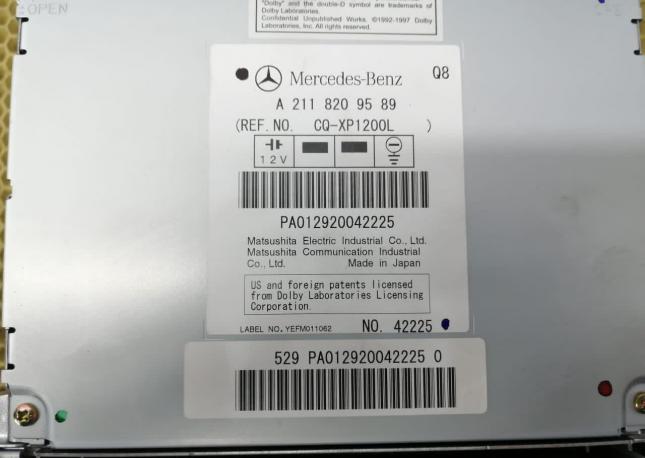 OPEN
"Dolby" and the double-D symbol are trademarks of
Dolby Laboratories.
Confidential Unpublished Works. ©1992-1997 Dolby
Laboratories, Inc. All rights reserved.
Mercedes-Benz Q8
A 211 820 95 89
(REF. NO. CQ-XP1200L )
12V
PA012920042225
Matsushita Electric Industrial Co., Ltd.
Matsushita Communication Industrial
Co., Ltd. Made in Japan
US and foreign patents licensed
from Dolby Laboratories Licensing
Corporation.
LABEL NO. YEFM011062 NO. 42225
529 PA012920042225 0